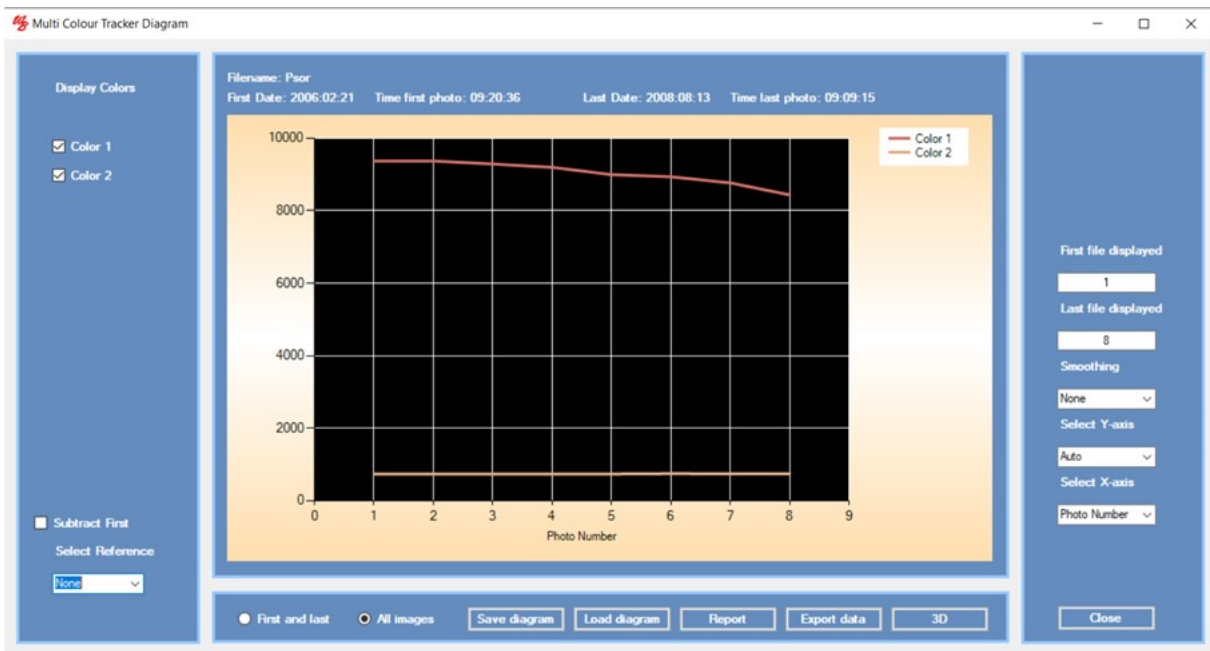 Multi Colour Tracker Diagram
Display Colors
Color 1
Color 2
Subtract First
Select Reference
None
Filename: Psor
First Date: 2006:02:21 Time first photo: 09:20:36 Last Date: 2008:08:13 Time last photo: 09:09:15
10000
8000
6000
4000
2000
0
0 1 2 3 4 5 6 7 8 9
Photo Number
Color 1
Color 2
First and last All images Save diagram Load diagram Report Export data 3D
First file displayed
1
Last file displayed
8
Smoothing
None
Select Y-axis
Auto
Select X-axis
Photo Number
Close